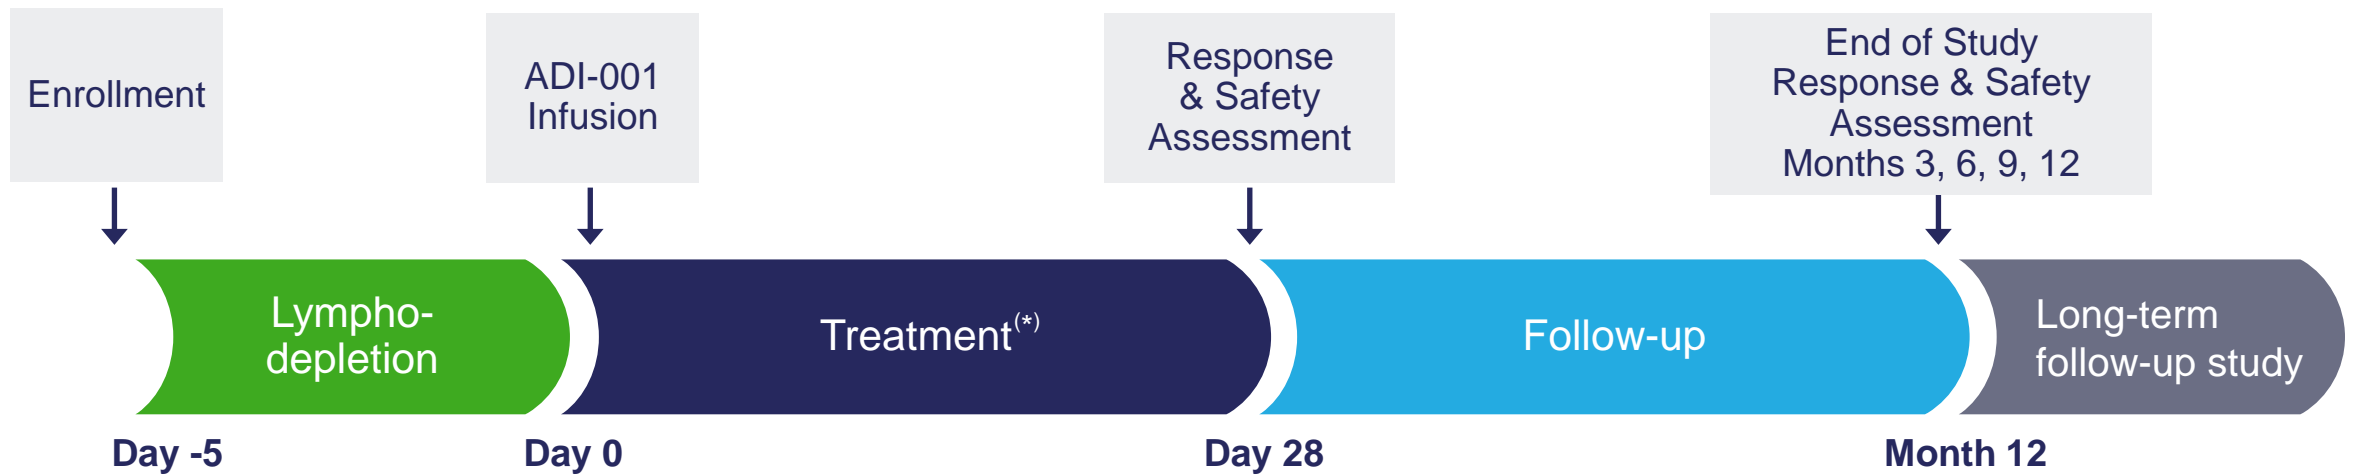 Enrollment
ADI-001
Infusion
Response
& Safety
Assessment
End of Study
Response & Safety
Assessment
Months 3, 6, 9, 12
Lympho-
depletion
Treatment(*)
Follow-up
Long-term
follow-up study
Day -5
Day 0
Day 28
Month 12